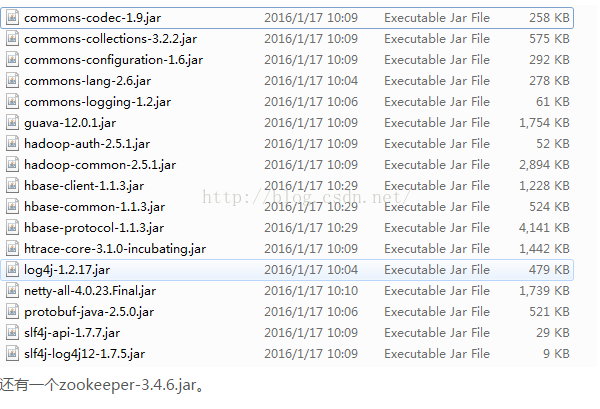 commons-codec-1.9.jar 2016/1/17 10:09 Executable Jar File 258 KB
commons-collections-3.2.2.jar 2016/1/17 10:09 Executable Jar File 575 KB
commons-configuration-1.6.jar 2016/1/17 10:09 Executable Jar File 292 KB
commons-lang-2.6.jar 2016/1/17 10:04 Executable Jar File 278 KB
commons-logging-1.2.jar 2016/1/17 10:06 Executable Jar File 61 KB
guava-12.0.1.jar 2016/1/17 10:09 Executable Jar File 1,754 KB
hadoop-auth-2.5.1.jar 2016/1/17 10:09 Executable Jar File 52 KB
hadoop-common-2.5.1.jar 2016/1/17 10:09 Executable Jar File 2,894 KB
hbase-client-1.1.3.jar 2016/1/17 10:29 Executable Jar File 1,228 KB
http://blog.csdn.net/
hbase-common-1.1.3.jar 2016/1/17 10:29 Executable Jar File 524 KB
hbase-protocol-1.1.3.jar 2016/1/17 10:29 Executable Jar File 4,141 KB
htrace-core-3.1.0-incubating.jar 2016/1/17 10:09 Executable Jar File 1,442 KB
log4j-1.2.17.jar 2016/1/17 10:04 Executable Jar File 479 KB
netty-all-4.0.23.Final.jar 2016/1/17 10:10 Executable Jar File 1,739 KB
protobuf-java-2.5.0.jar 2016/1/17 10:06 Executable Jar File 521 KB
slf4j-api-1.7.7.jar 2016/1/17 10:09 Executable Jar File 29 KB
slf4j-log4j12-1.7.5.jar 2016/1/17 10:09 Executable Jar File 9 KB
还有一个zookeeper-3.4.6.jar。